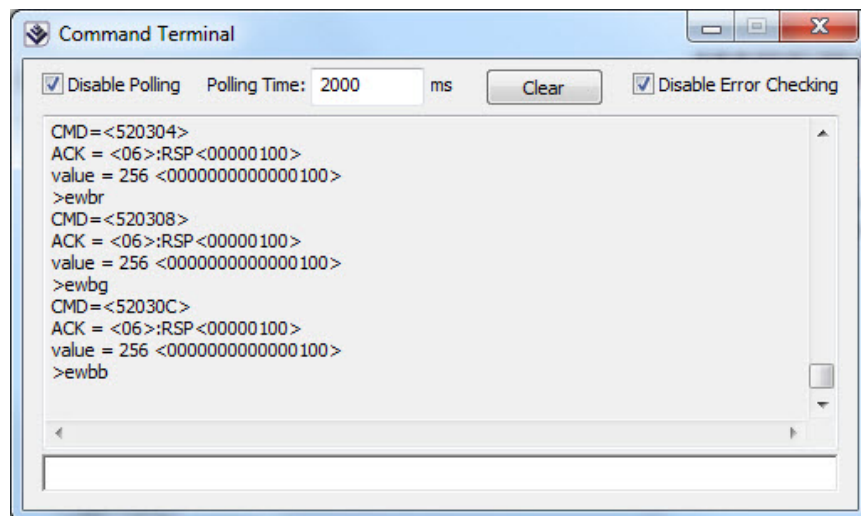 Command Terminal
Disable Polling Polling Time: 2000 ms Clear Disable Error Checking
CMD=<520304>
ACK = <06>:RSP<00000100>
value = 256 <0000000000000100>
>ewbr
CMD=<520308>
ACK = <06>:RSP<00000100>
value = 256 <0000000000000100>
>ewbg
CMD=<52030C>
ACK = <06>:RSP<00000100>
value = 256 <0000000000000100>
>ewbb